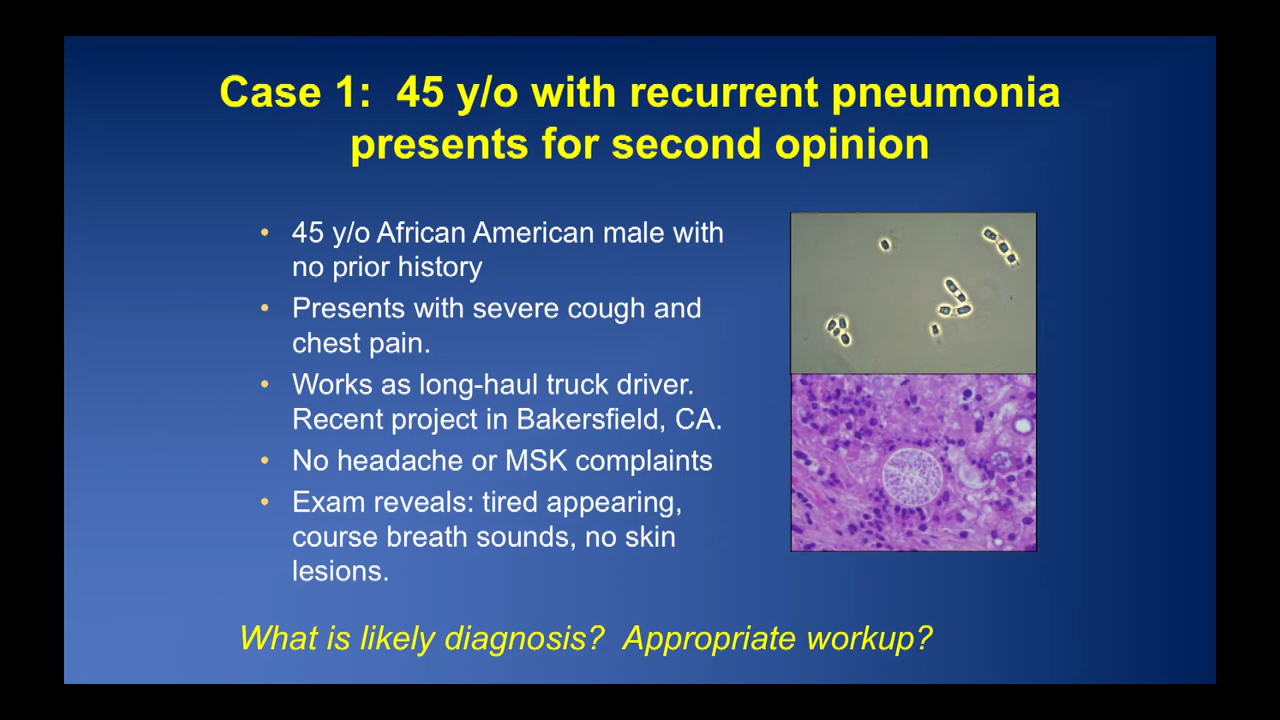 Case 1: 45 y/o with recurrent pneumonia
presents for second opinion
• 45 y/o African American male with
no prior history
• Presents with severe cough and
chest pain.
• Works as long-haul truck driver.
Recent project in Bakersfield, CA.
• No headache or MSK complaints
• Exam reveals: tired appearing,
course breath sounds, no skin
lesions.
What is likely diagnosis? Appropriate workup?